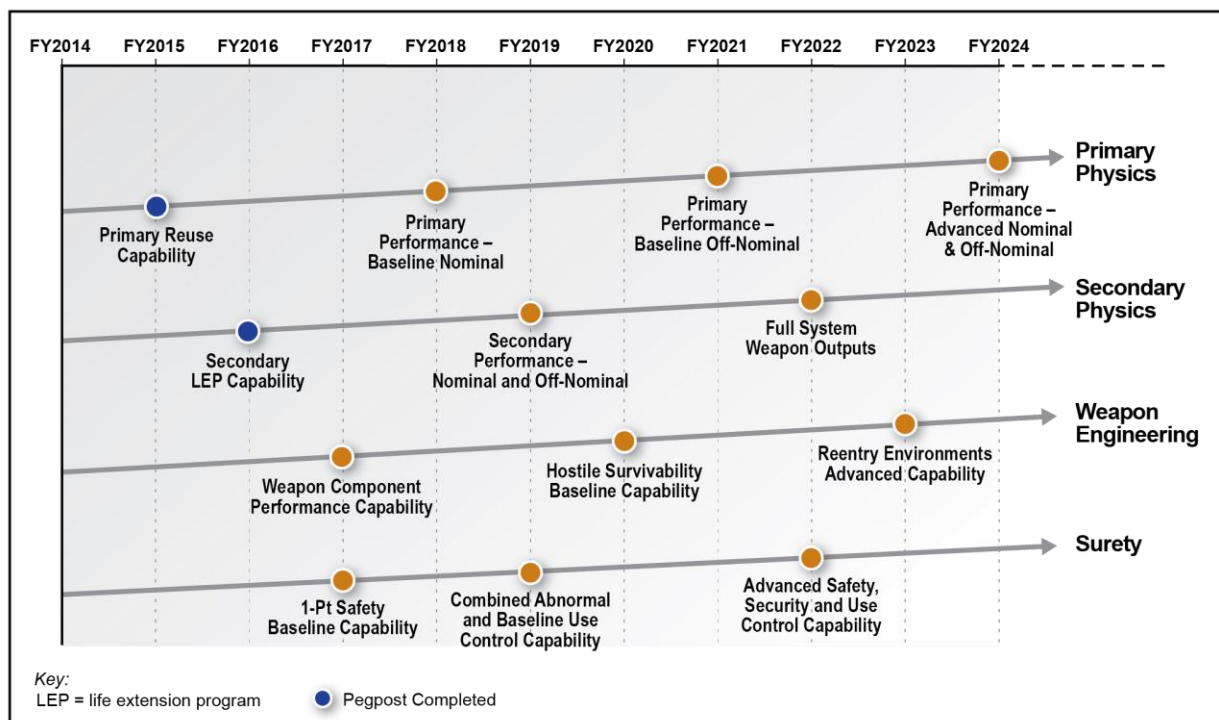 FY2014 FY2015 FY2016 FY2017 FY2018 FY2019 FY2020 FY2021 FY2022 FY2023 FY2024
Primary
Physics
Primary Reuse
Capability
Primary
Performance –
Baseline Nominal
Primary
Performance –
Baseline Off-Nominal
Primary
Performance –
Advanced Nominal
& Off-Nominal
Secondary
Physics
Secondary
LEP Capability
Secondary
Performance –
Nominal and Off-Nominal
Full System
Weapon Outputs
Weapon
Engineering
Weapon Component
Performance Capability
Hostile Survivability
Baseline Capability
Reentry Environments
Advanced Capability
Surety
1-Pt Safety
Baseline Capability
Combined Abnormal
and Baseline Use
Control Capability
Advanced Safety,
Security and Use
Control Capability
Key:
LEP = life extension program
Pegpost Completed